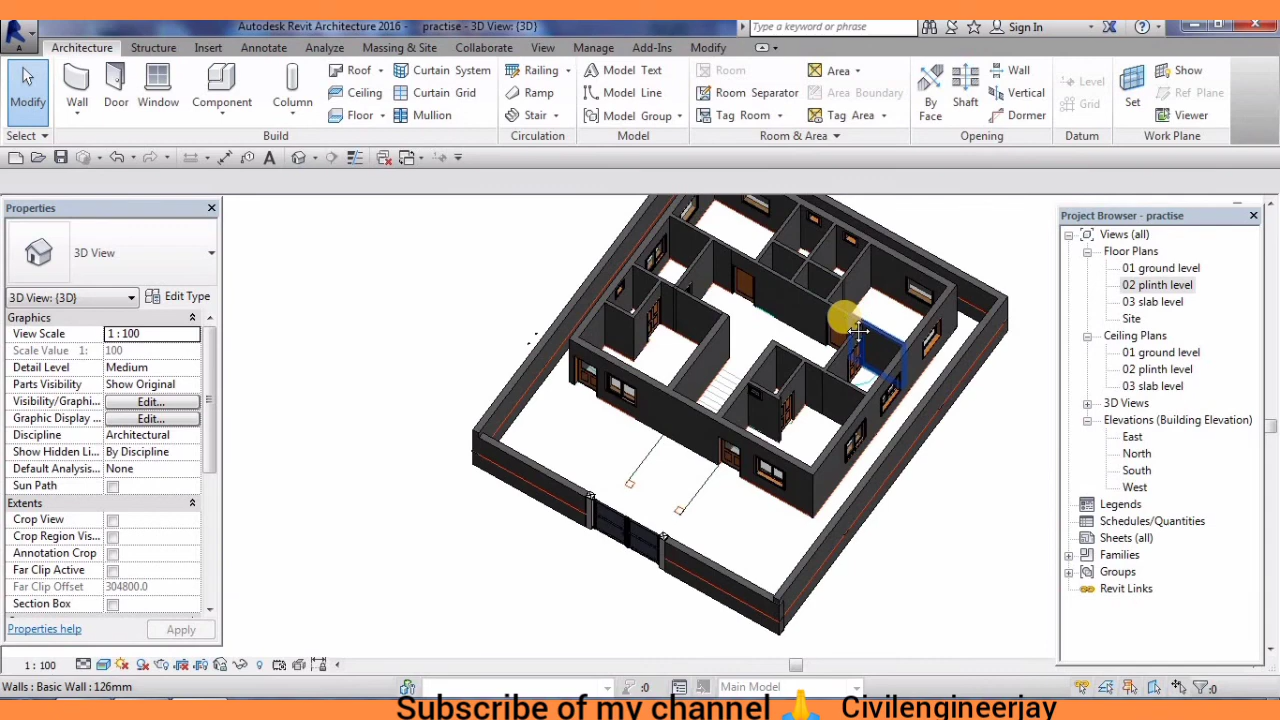 Autodesk Revit Architecture 2016 - practise - 3D View: {3D}
Type a keyword or phrase
Sign In
Architecture Structure Insert Annotate Analyze Massing & Site Collaborate View Manage Add-Ins Modify
Modify Wall Door Window Component Column
Roof Ceiling Floor
Curtain System Curtain Grid Mullion
Railing Ramp Stair
Model Text Model Line Model Group
Room Room Separator Tag Room
Area Area Boundary Tag Area
By Face Shaft Wall Vertical Dormer
Level Grid
Set Show Ref Plane Viewer
Select Build Circulation Model Room & Area Opening Datum Work Plane
Properties
3D View
3D View: {3D} Edit Type
Graphics
View Scale 1 : 100
Scale Value 1: 100
Detail Level Medium
Parts Visibility Show Original
Visibility/Graphi... Edit...
Graphic Display ... Edit...
Discipline Architectural
Show Hidden Li... By Discipline
Default Analysis... None
Sun Path
Extents
Crop View
Crop Region Vis...
Annotation Crop
Far Clip Active
Far Clip Offset 304800.0
Section Box
Properties help Apply
Project Browser - practise
Views (all)
Floor Plans
01 ground level
02 plinth level
03 slab level
Site
Ceiling Plans
01 ground level
02 plinth level
03 slab level
3D Views
Elevations (Building Elevation)
East
North
South
West
Legends
Schedules/Quantities
Sheets (all)
Families
Groups
Revit Links
1 : 100
Walls : Basic Wall : 126mm
:0
Main Model
:0
Subscribe of my channel 🙏 Civilengineerjay